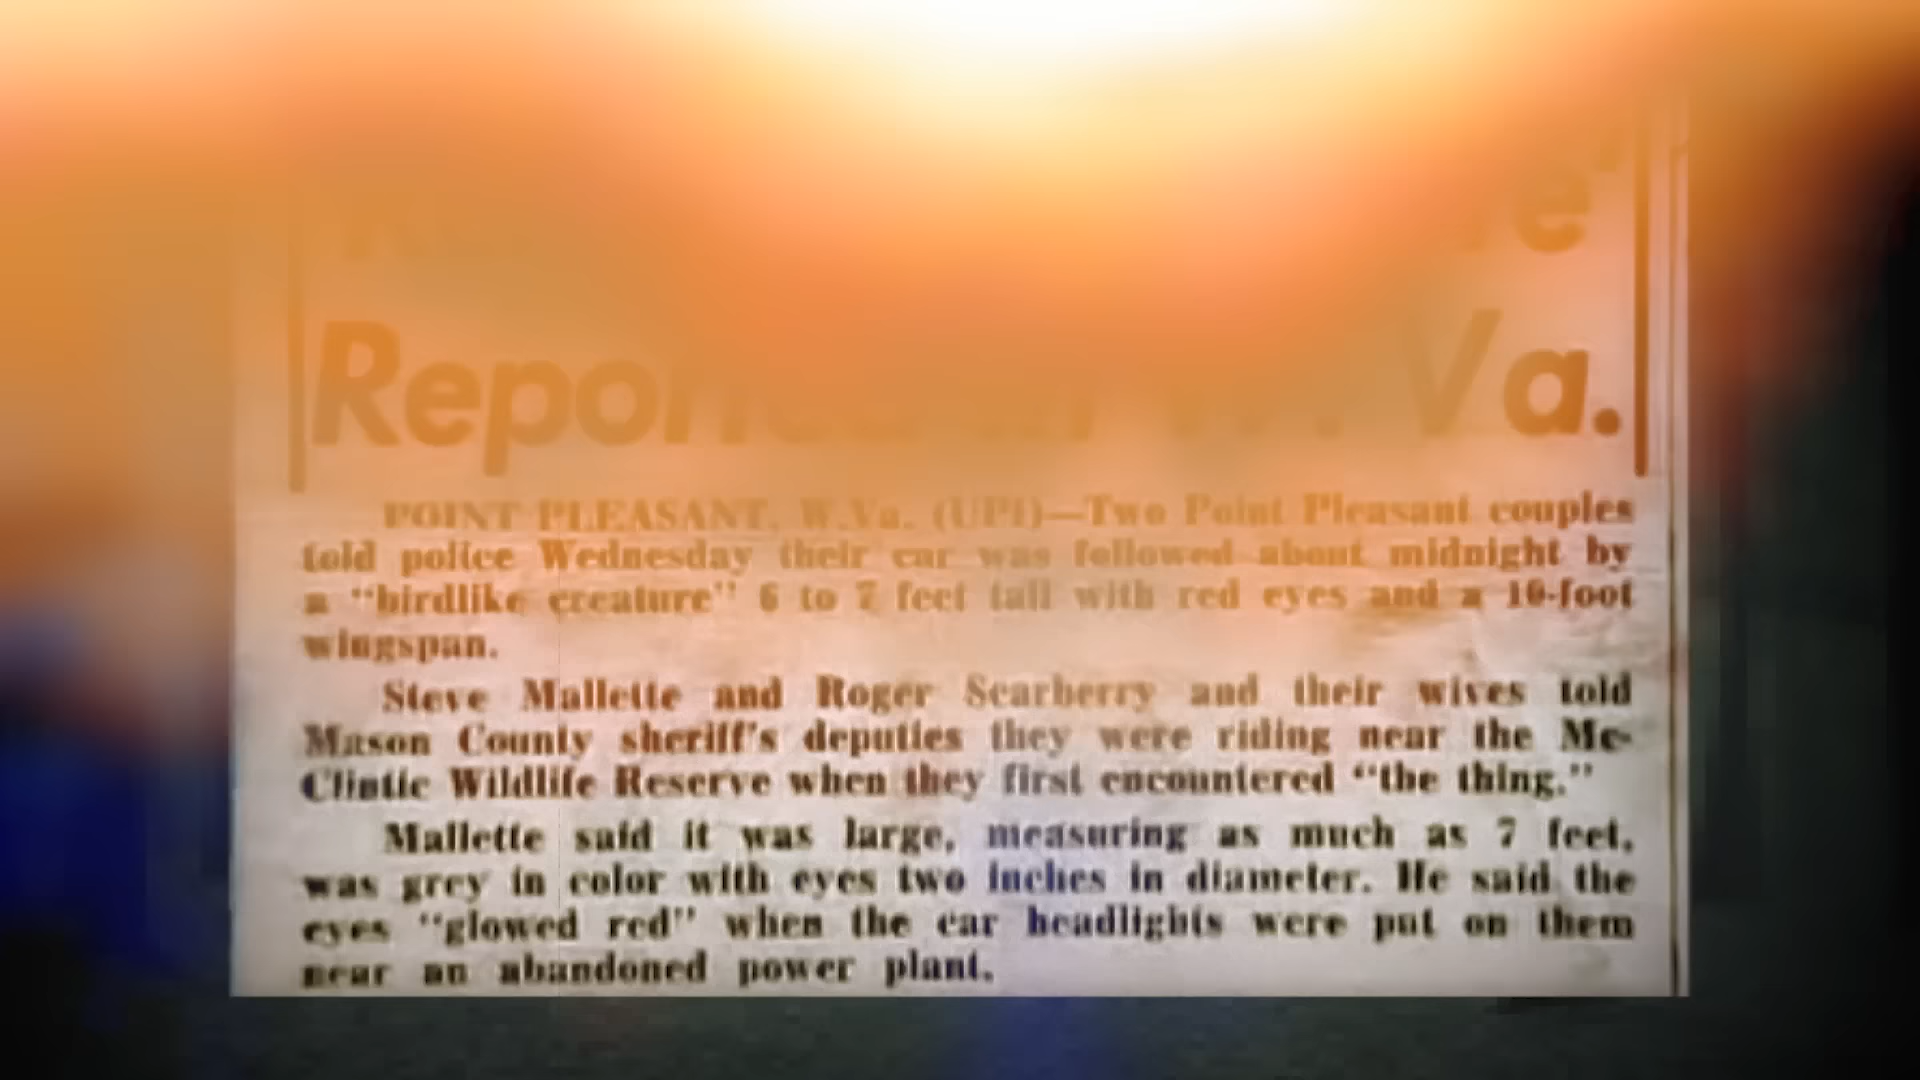 Reported in W. Va.
POINT PLEASANT, W.Va. (UPI)—Two Point Pleasant couples
told police Wednesday their car was followed about midnight by
a “birdlike creature” 6 to 7 feet tall with red eyes and a 10-foot
wingspan.
Steve Mallette and Roger Scarberry and their wives told
Mason County sheriff's deputies they were riding near the Mc-
Clintic Wildlife Reserve when they first encountered “the thing.”
Mallette said it was large, measuring as much as 7 feet,
was grey in color with eyes two inches in diameter. He said the
eyes “glowed red” when the car headlights were put on them
near an abandoned power plant.